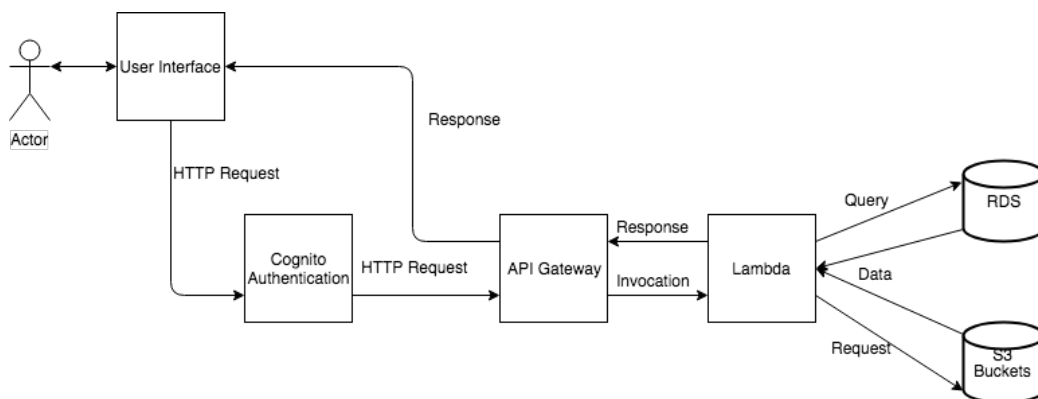 User Interface
Actor
Response
HTTP Request
Query
RDS
Cognito
Authentication
HTTP Request
API Gateway
Response
Invocation
Lambda
Data
Request
S3
Buckets